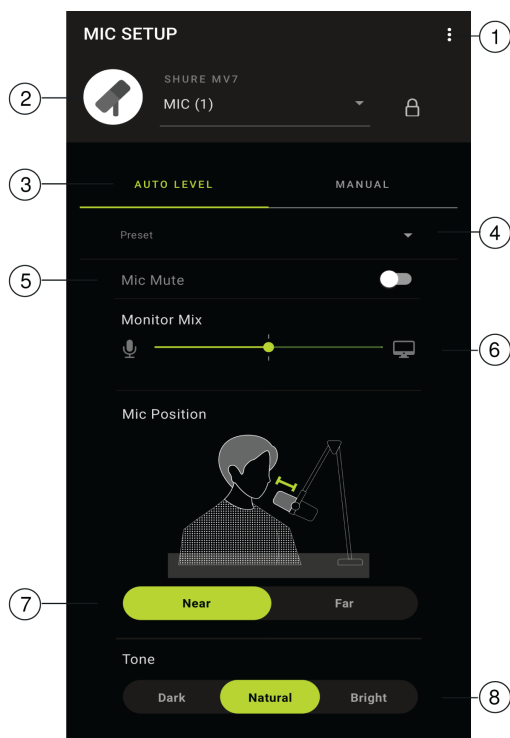 MIC SETUP
1
SHURE MV7
2
MIC (1)
3
AUTO LEVEL MANUAL
Preset
4
5
Mic Mute
Monitor Mix
6
Mic Position
7
Near Far
Tone
Dark Natural Bright
8